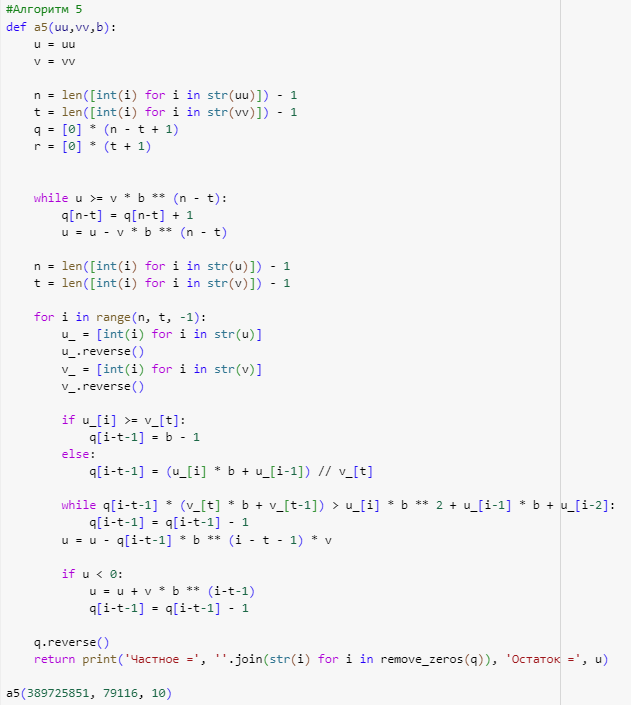 #Алгоритм 5
def a5(uu,vv,b):
    u = uu
    v = vv

    n = len([int(i) for i in str(uu)]) - 1
    t = len([int(i) for i in str(vv)]) - 1
    q = [0] * (n - t + 1)
    r = [0] * (t + 1)


    while u >= v * b ** (n - t):
        q[n-t] = q[n-t] + 1
        u = u - v * b ** (n - t)

    n = len([int(i) for i in str(u)]) - 1
    t = len([int(i) for i in str(v)]) - 1

    for i in range(n, t, -1):
        u_ = [int(i) for i in str(u)]
        u_.reverse()
        v_ = [int(i) for i in str(v)]
        v_.reverse()

        if u_[i] >= v_[t]:
            q[i-t-1] = b - 1
        else:
            q[i-t-1] = (u_[i] * b + u_[i-1]) // v_[t]

        while q[i-t-1] * (v_[t] * b + v_[t-1]) > u_[i] * b ** 2 + u_[i-1] * b + u_[i-2]:
            q[i-t-1] = q[i-t-1] - 1
        u = u - q[i-t-1] * b ** (i - t - 1) * v

        if u < 0:
            u = u + v * b ** (i-t-1)
            q[i-t-1] = q[i-t-1] - 1

    q.reverse()
    return print('Частное =', ''.join(str(i) for i in remove_zeros(q)), 'Остаток =', u)

a5(389725851, 79116, 10)